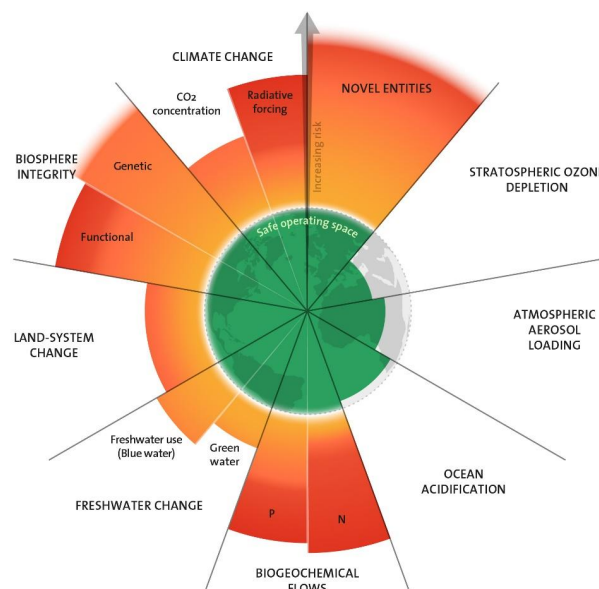 CLIMATE CHANGE
CO2
concentration
Radiative
forcing
NOVEL ENTITIES
Increasing risk
STRATOSPHERIC OZONE
DEPLETION
BIOSPHERE
INTEGRITY
Genetic
Functional
Safe operating space
ATMOSPHERIC
AEROSOL
LOADING
LAND-SYSTEM
CHANGE
Freshwater use
(Blue water)
Green
water
FRESHWATER CHANGE
P
N
OCEAN
ACIDIFICATION
BIOGEOCHEMICAL
FLOWS